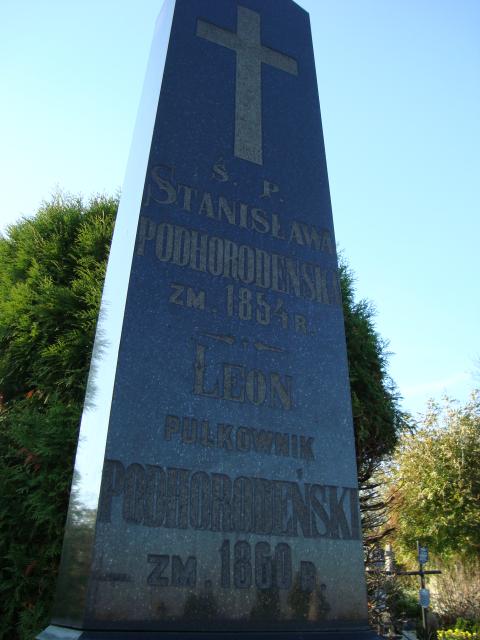 Ś. P.
STANISŁAWA
PODHORODEŃSKA
ZM. 1854 R.
LEON
PUŁKOWNIK
PODHORODEŃSKI
ZM. 1860 R.